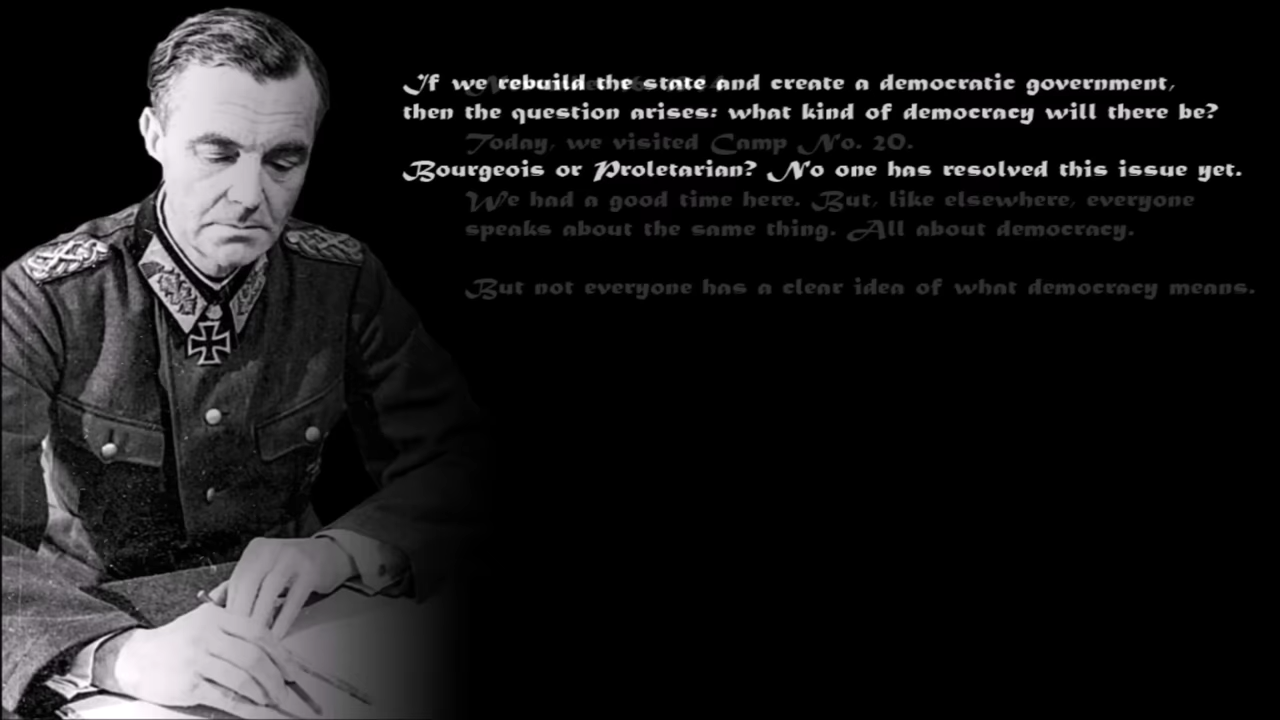 If we rebuild the state and create a democratic government,
then the question arises: what kind of democracy will there be?
Today, we visited Camp No. 20.
Bourgeois or Proletarian? No one has resolved this issue yet.
We had a good time here. But, like elsewhere, everyone
speaks about the same thing. All about democracy.
But not everyone has a clear idea of what democracy means.